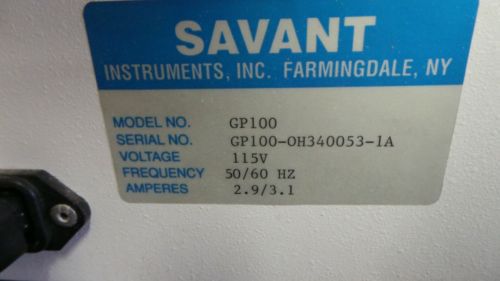 SAVANT
INSTRUMENTS, INC. FARMINGDALE, NY
MODEL NO. GP100
SERIAL NO. GP100-OH340053-1A
VOLTAGE 115V
FREQUENCY 50/60 HZ
AMPERES 2.9/3.1